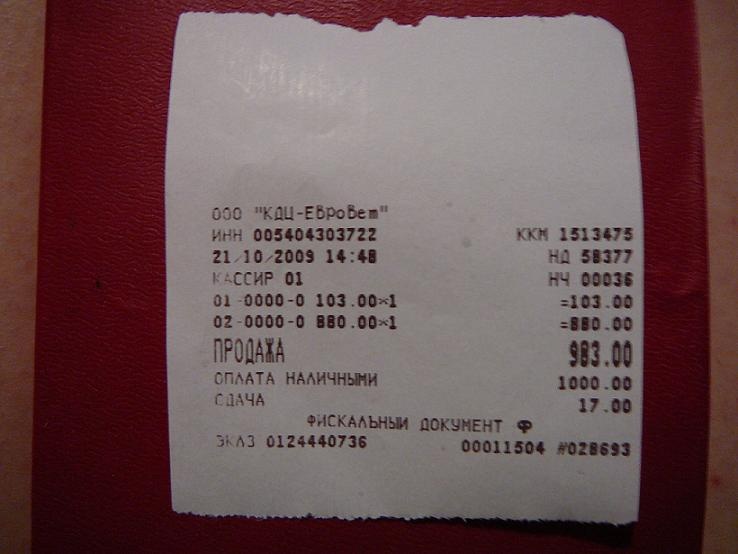 ООО "КДЦ-ЕвроВет"
ИНН 005404303722 ККМ 1513475
21/10/2009 14:48 НД 58377
КАССИР 01 НЧ 00036
01-0000-0 103.00*1 =103.00
02-0000-0 880.00*1 =880.00
ПРОДАЖА 983.00
ОПЛАТА НАЛИЧНЫМИ 1000.00
СДАЧА 17.00
ФИСКАЛЬНЫЙ ДОКУМЕНТ Ф
ЭКЛЗ 0124440736 00011504 #028693